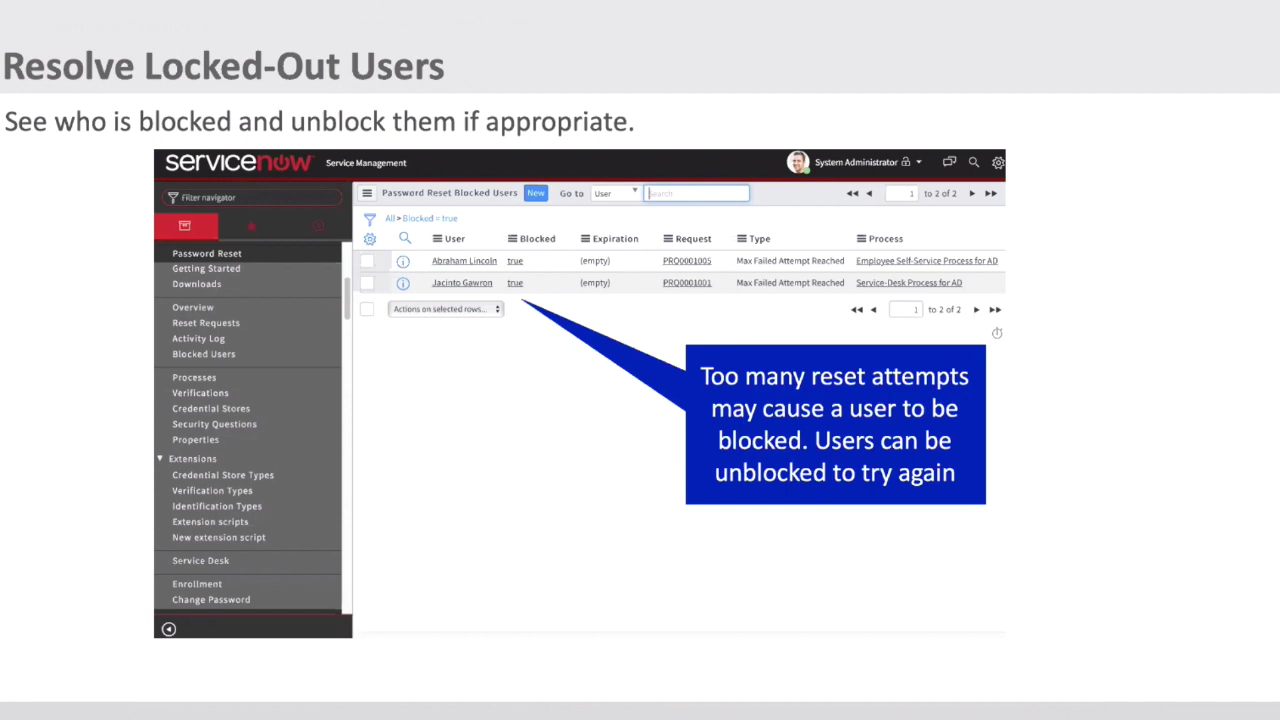 Resolve Locked-Out Users
See who is blocked and unblock them if appropriate.
servicenow Service Management
System Administrator
Filter navigator
Password Reset Blocked Users New Go to User Search
1 to 2 of 2
All > Blocked = true
User Blocked Expiration Request Type Process
Abraham Lincoln true (empty) PRQ0001005 Max Failed Attempt Reached Employee Self-Service Process for AD
Jacinto Gawron true (empty) PRQ0001001 Max Failed Attempt Reached Service-Desk Process for AD
Actions on selected rows...
1 to 2 of 2
Password Reset
Getting Started
Downloads
Overview
Reset Requests
Activity Log
Blocked Users
Processes
Verifications
Credential Stores
Security Questions
Properties
Extensions
Credential Store Types
Verification Types
Identification Types
Extension scripts
New extension script
Service Desk
Enrollment
Change Password
Too many reset attempts
may cause a user to be
blocked. Users can be
unblocked to try again